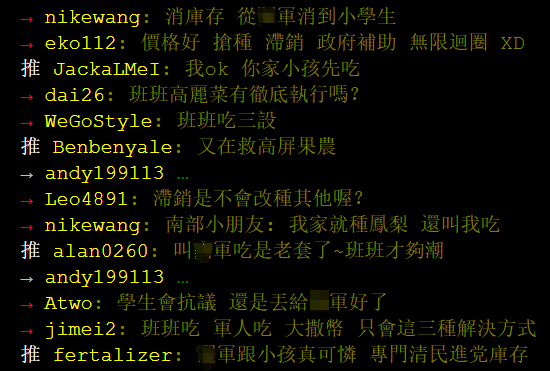 → nikewang: 消庫存 從軍消到小學生
→ eko112: 價格好 搶種 滯銷 政府補助 無限迴圈 XD
推 JackaLMeI: 我ok 你家小孩先吃
→ dai26: 班班高麗菜有徹底執行嗎?
→ WeGoStyle: 班班吃三設
推 Benbenyale: 又在救高屏果農
→ andy199113 …
→ Leo4891: 滯銷是不會改種其他喔?
→ nikewang: 南部小朋友: 我家就種鳳梨 還叫我吃
推 alan0260: 叫軍吃是老套了~班班才夠潮
→ andy199113 …
→ Atwo: 學生會抗議 還是丟給軍好了
→ jimei2: 班班吃 軍人吃 大撒幣 只會這三種解決方式
推 fertalizer: 軍跟小孩真可憐 專門清民進党庫存